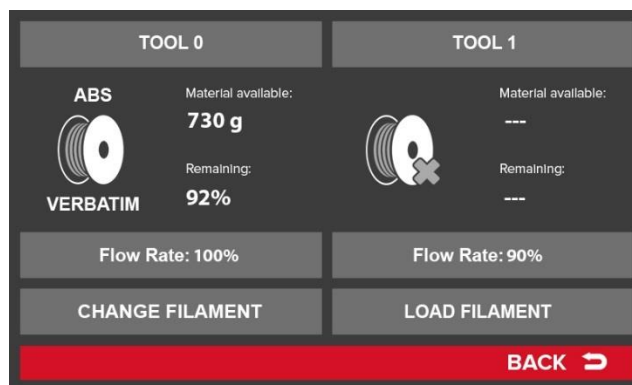 TOOL 0
TOOL 1
ABS
Material available:
730 g
Remaining:
92%
VERBATIM
Material available:
---
Remaining:
---
Flow Rate: 100%
Flow Rate: 90%
CHANGE FILAMENT
LOAD FILAMENT
BACK